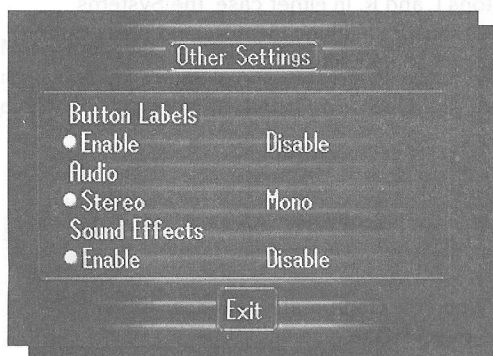 Other Settings
Button Labels
Enable Disable
Audio
Stereo Mono
Sound Effects
Enable Disable
Exit